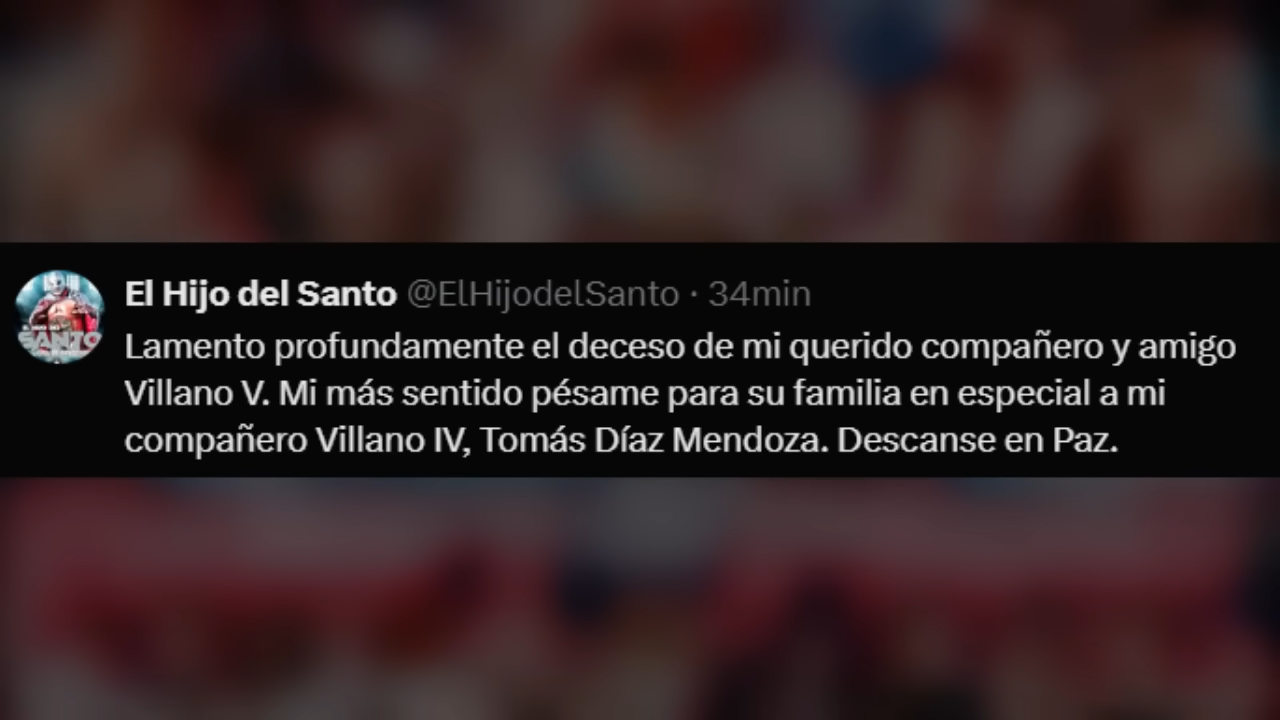 El Hijo del Santo @ElHijodelSanto · 34min
Lamento profundamente el deceso de mi querido compañero y amigo
Villano V. Mi más sentido pésame para su familia en especial a mi
compañero Villano IV, Tomás Díaz Mendoza. Descanse en Paz.
SANTO